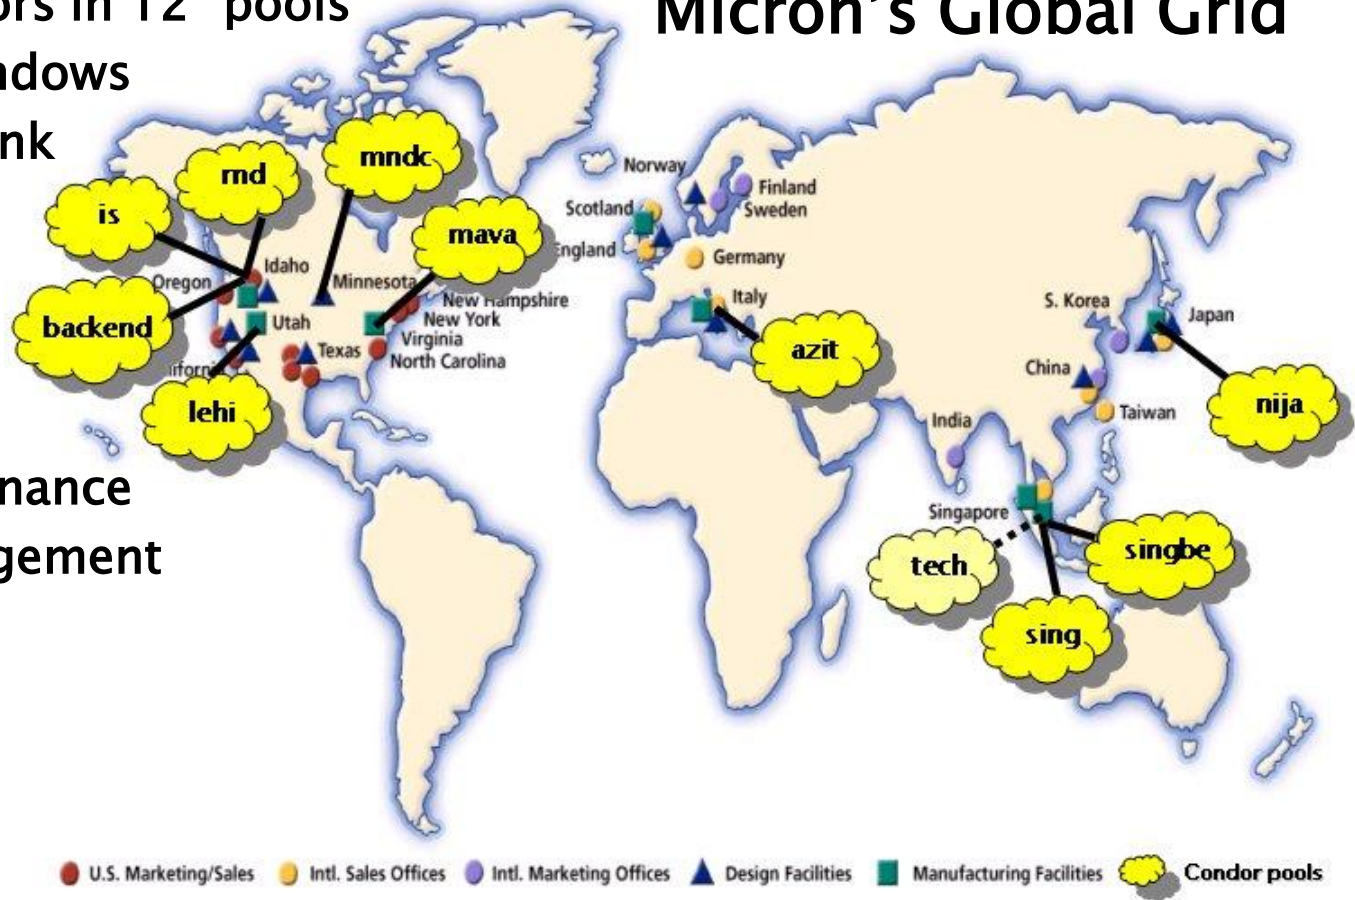 ors in 12 pools
Micron's Global Grid
ndows
nk
mndc
rnd
is
mava
Norway
Finland
Scotland
Sweden
England
Germany
Idaho
Oregon
Minnesota
Italy
New Hampshire
S. Korea
backend
New York
Japan
Utah
Virginia
azit
Texas
North Carolina
ifornia
China
lehi
nija
Taiwan
India
nance
Singapore
gement
singbe
tech
sing
U.S. Marketing/Sales
Intl. Sales Offices
Intl. Marketing Offices
Design Facilities
Manufacturing Facilities
Condor pools